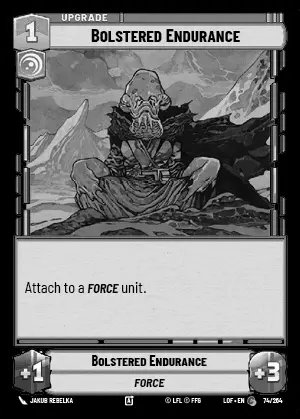 UPGRADE
1
BOLSTERED ENDURANCE
Attach to a FORCE unit.
+1
BOLSTERED ENDURANCE
+3
FORCE
JAKUB REBELKA
© LFL © FFG
LOF • EN
74/264